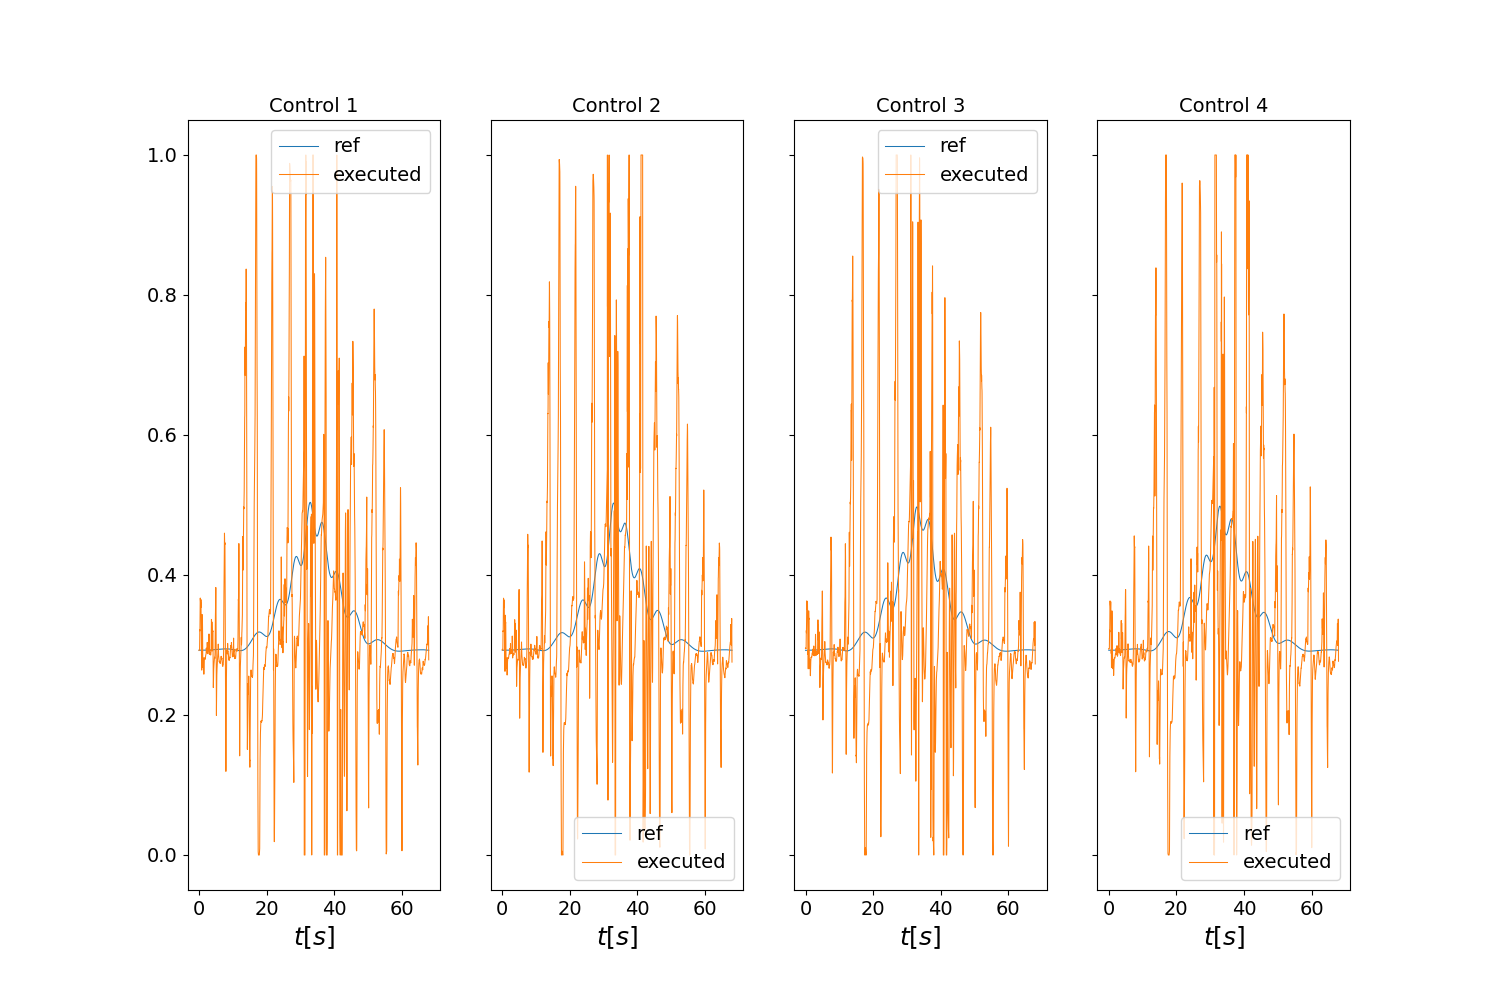 Control 1
Control 2
Control 3
Control 4
ref
executed
ref
executed
1.0
0.8
0.6
0.4
0.2
0.0
ref
executed
ref
executed
0 20 40 60
0 20 40 60
0 20 40 60
0 20 40 60
t[s]
t[s]
t[s]
t[s]